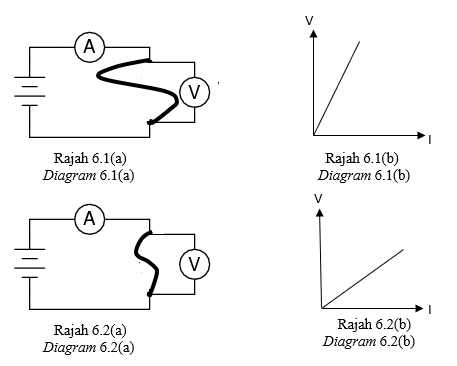 A
V
V
I
Rajah 6.1(a)
Diagram 6.1(a)
Rajah 6.1(b)
Diagram 6.1(b)
A
V
V
I
Rajah 6.2(a)
Diagram 6.2(a)
Rajah 6.2(b)
Diagram 6.2(b)